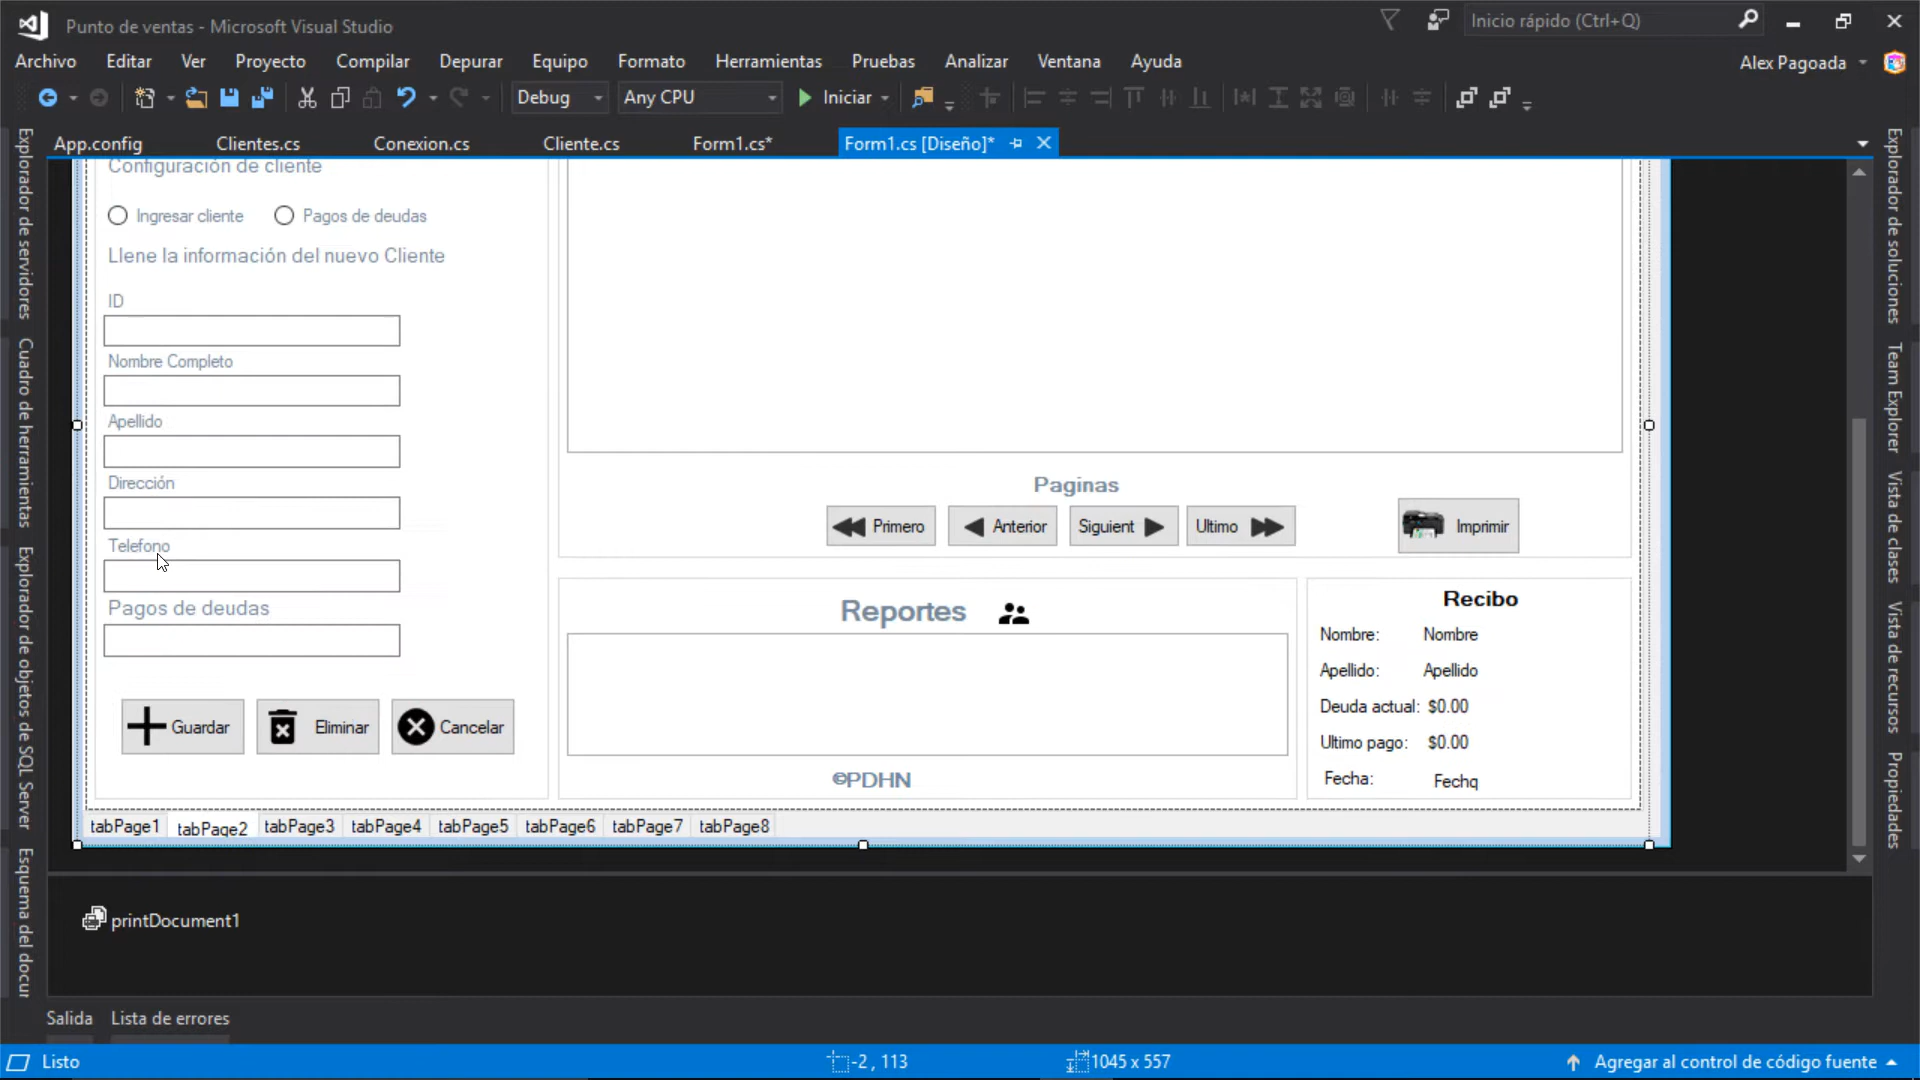 Punto de ventas - Microsoft Visual Studio
Inicio rápido (Ctrl+Q)
Archivo Editar Ver Proyecto Compilar Depurar Equipo Formato Herramientas Pruebas Analizar Ventana Ayuda
Alex Pagoada
Debug Any CPU Iniciar
App.config Clientes.cs Conexion.cs Cliente.cs Form1.cs* Form1.cs [Diseño]*
Explorador de servidores
Cuadro de herramientas
Explorador de objetos de SQL Server
Esquema del docur
Configuración de cliente
Ingresar cliente Pagos de deudas
Llene la información del nuevo Cliente
ID
Nombre Completo
Apellido
Dirección
Telefono
Pagos de deudas
Guardar Eliminar Cancelar
Paginas
Primero Anterior Siguient Ultimo
Imprimir
Reportes
©PDHN
Recibo
Nombre: Nombre
Apellido: Apellido
Deuda actual: $0.00
Ultimo pago: $0.00
Fecha: Fechq
tabPage1 tabPage2 tabPage3 tabPage4 tabPage5 tabPage6 tabPage7 tabPage8
Explorador de soluciones
Team Explorer
Vista de clases
Vista de recursos
Propiedades
printDocument1
Salida Lista de errores
Listo
-2 , 113
1045 x 557
Agregar al control de código fuente